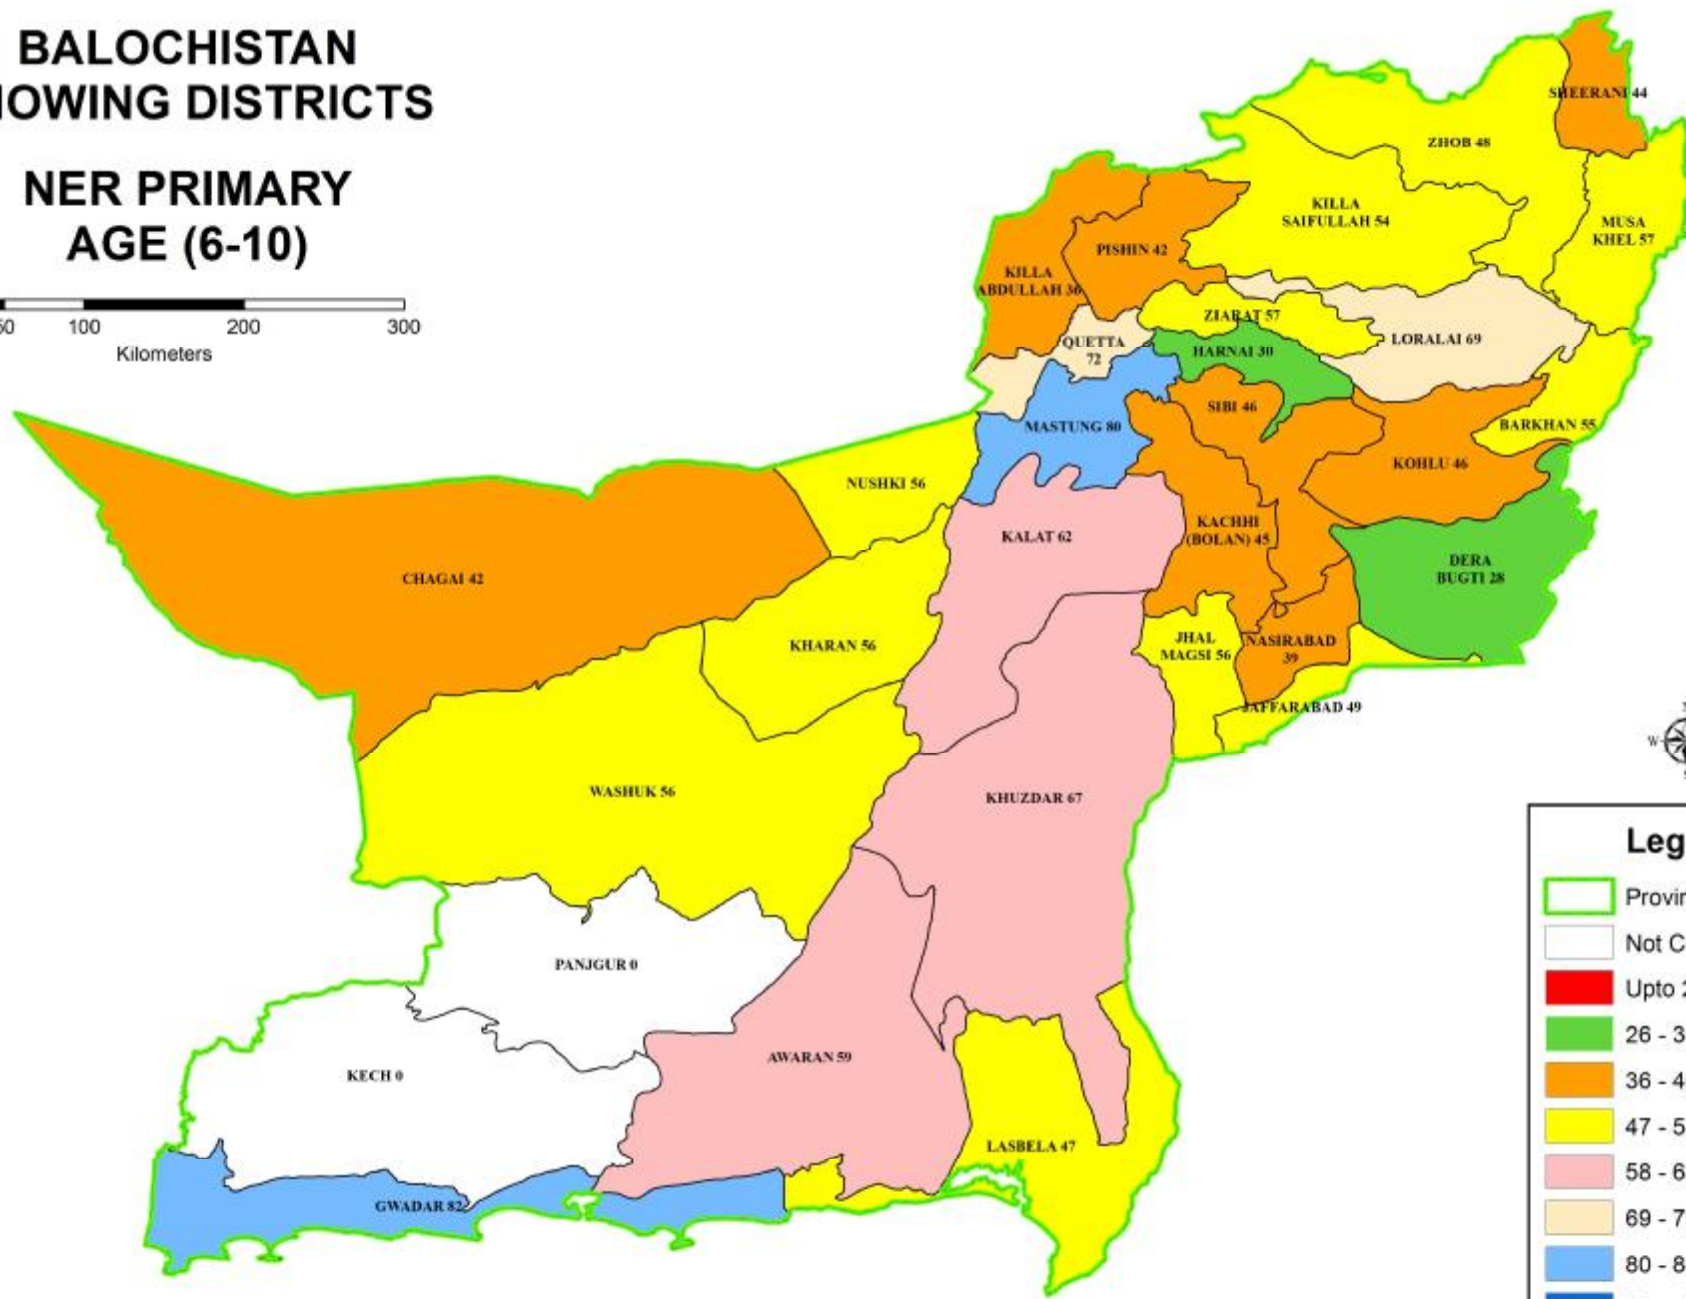 BALOCHISTAN
HOWING DISTRICTS
NER PRIMARY
AGE (6-10)
50 100 200 300
Kilometers
SHEERANI 44
ZHOB 48
KILLA
SAIFULLAH 54
MUSA
KHEL 57
PISHIN 42
KILLA
ABDULLAH 36
ZIARAT 57
LORALAI 69
QUETTA
72
HARNAI 30
SIBI 46
BARKHAN 55
MASTUNG 80
KOHLU 46
NUSHKI 56
KACHHI
(BOLAN) 45
KALAT 62
DERA
BUGTI 28
CHAGAI 42
KHARAN 56
JHAL
MAGSI 56
NASIRABAD
39
JAFFARABAD 49
WASHUK 56
KHUZDAR 67
PANJGUR 0
AWARAN 59
KECH 0
LASBELA 47
GWADAR 82
W
Leg
Provin
Not C
Upto 2
26 - 3
36 - 4
47 - 5
58 - 6
69 - 7
80 - 8